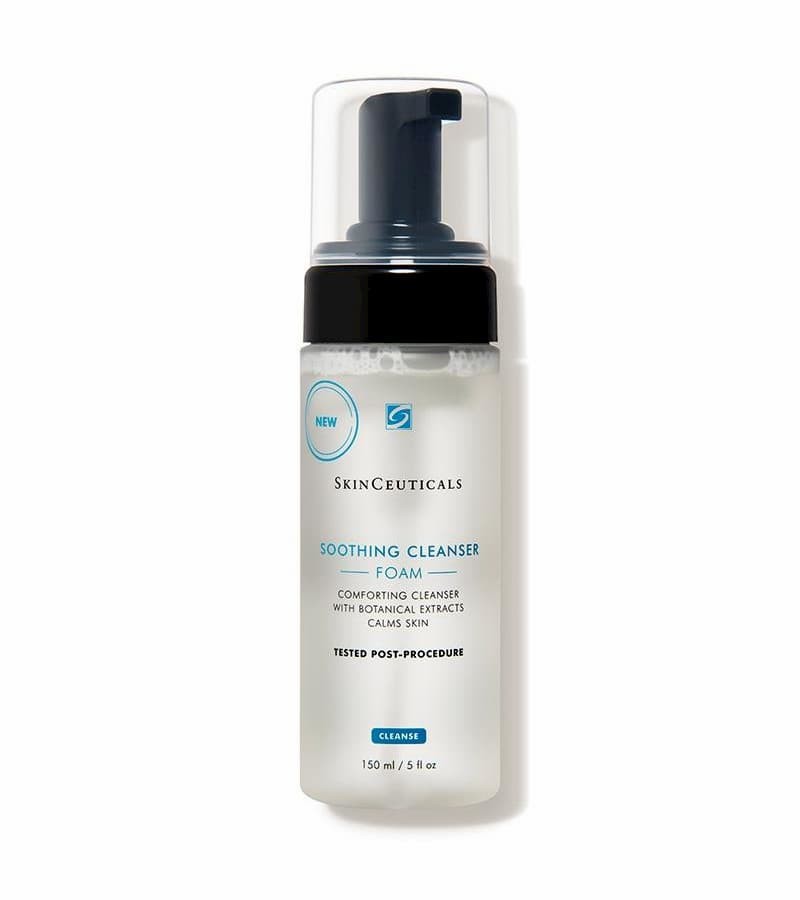 NEW
SKINCEUTICALS
SOOTHING CLEANSER
FOAM
COMFORTING CLEANSER
WITH BOTANICAL EXTRACTS
CALMS SKIN
TESTED POST-PROCEDURE
CLEANSE
150 ml / 5 fl oz